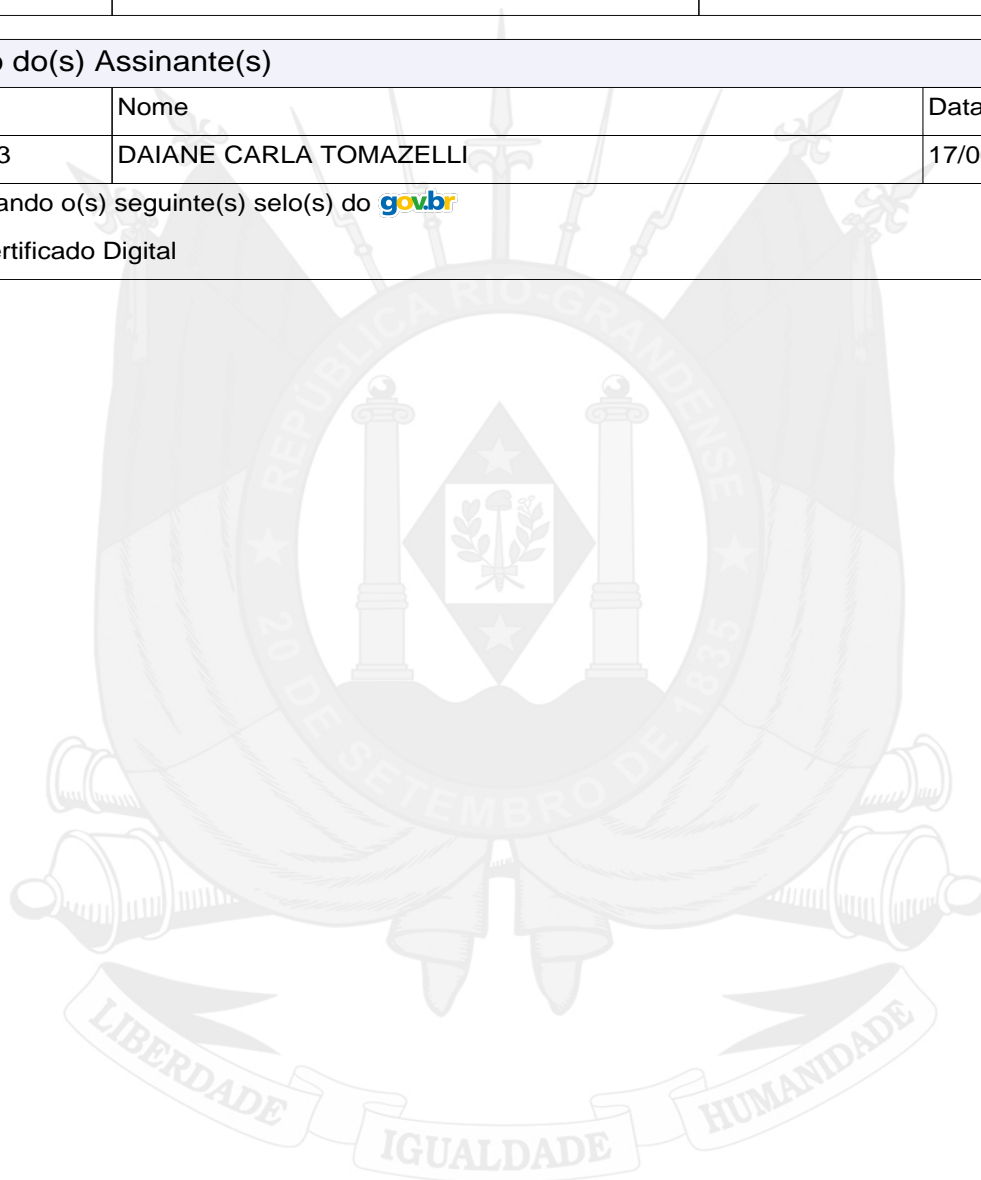 o do(s) Assinante(s)
Nome Data
3 DAIANE CARLA TOMAZELLI 17/0
ando o(s) seguinte(s) selo(s) do gov.br
ertificado Digital
REPÚBLICA RIO-GRANDENSE
★ 20 DE SETEMBRO DE 1835 ★
LIBERDADE IGUALDADE HUMANIDADE